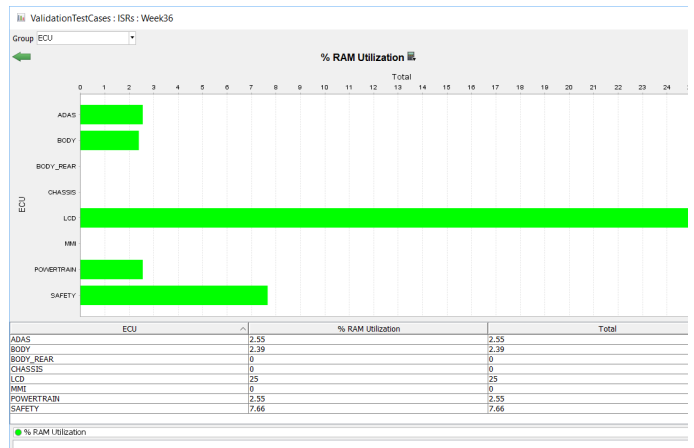 ValidationTestCases : ISRs : Week36
Group ECU
% RAM Utilization
Total
0 1 2 3 4 5 6 7 8 9 10 11 12 13 14 15 16 17 18 19 20 21 22 23 24
ADAS
BODY
BODY_REAR
CHASSIS
ECU
LCD
MMI
POWERTRAIN
SAFETY
ECU % RAM Utilization Total
ADAS 2.55 2.55
BODY 2.39 2.39
BODY_REAR 0 0
CHASSIS 0 0
LCD 25 25
MMI 0 0
POWERTRAIN 2.55 2.55
SAFETY 7.66 7.66
% RAM Utilization